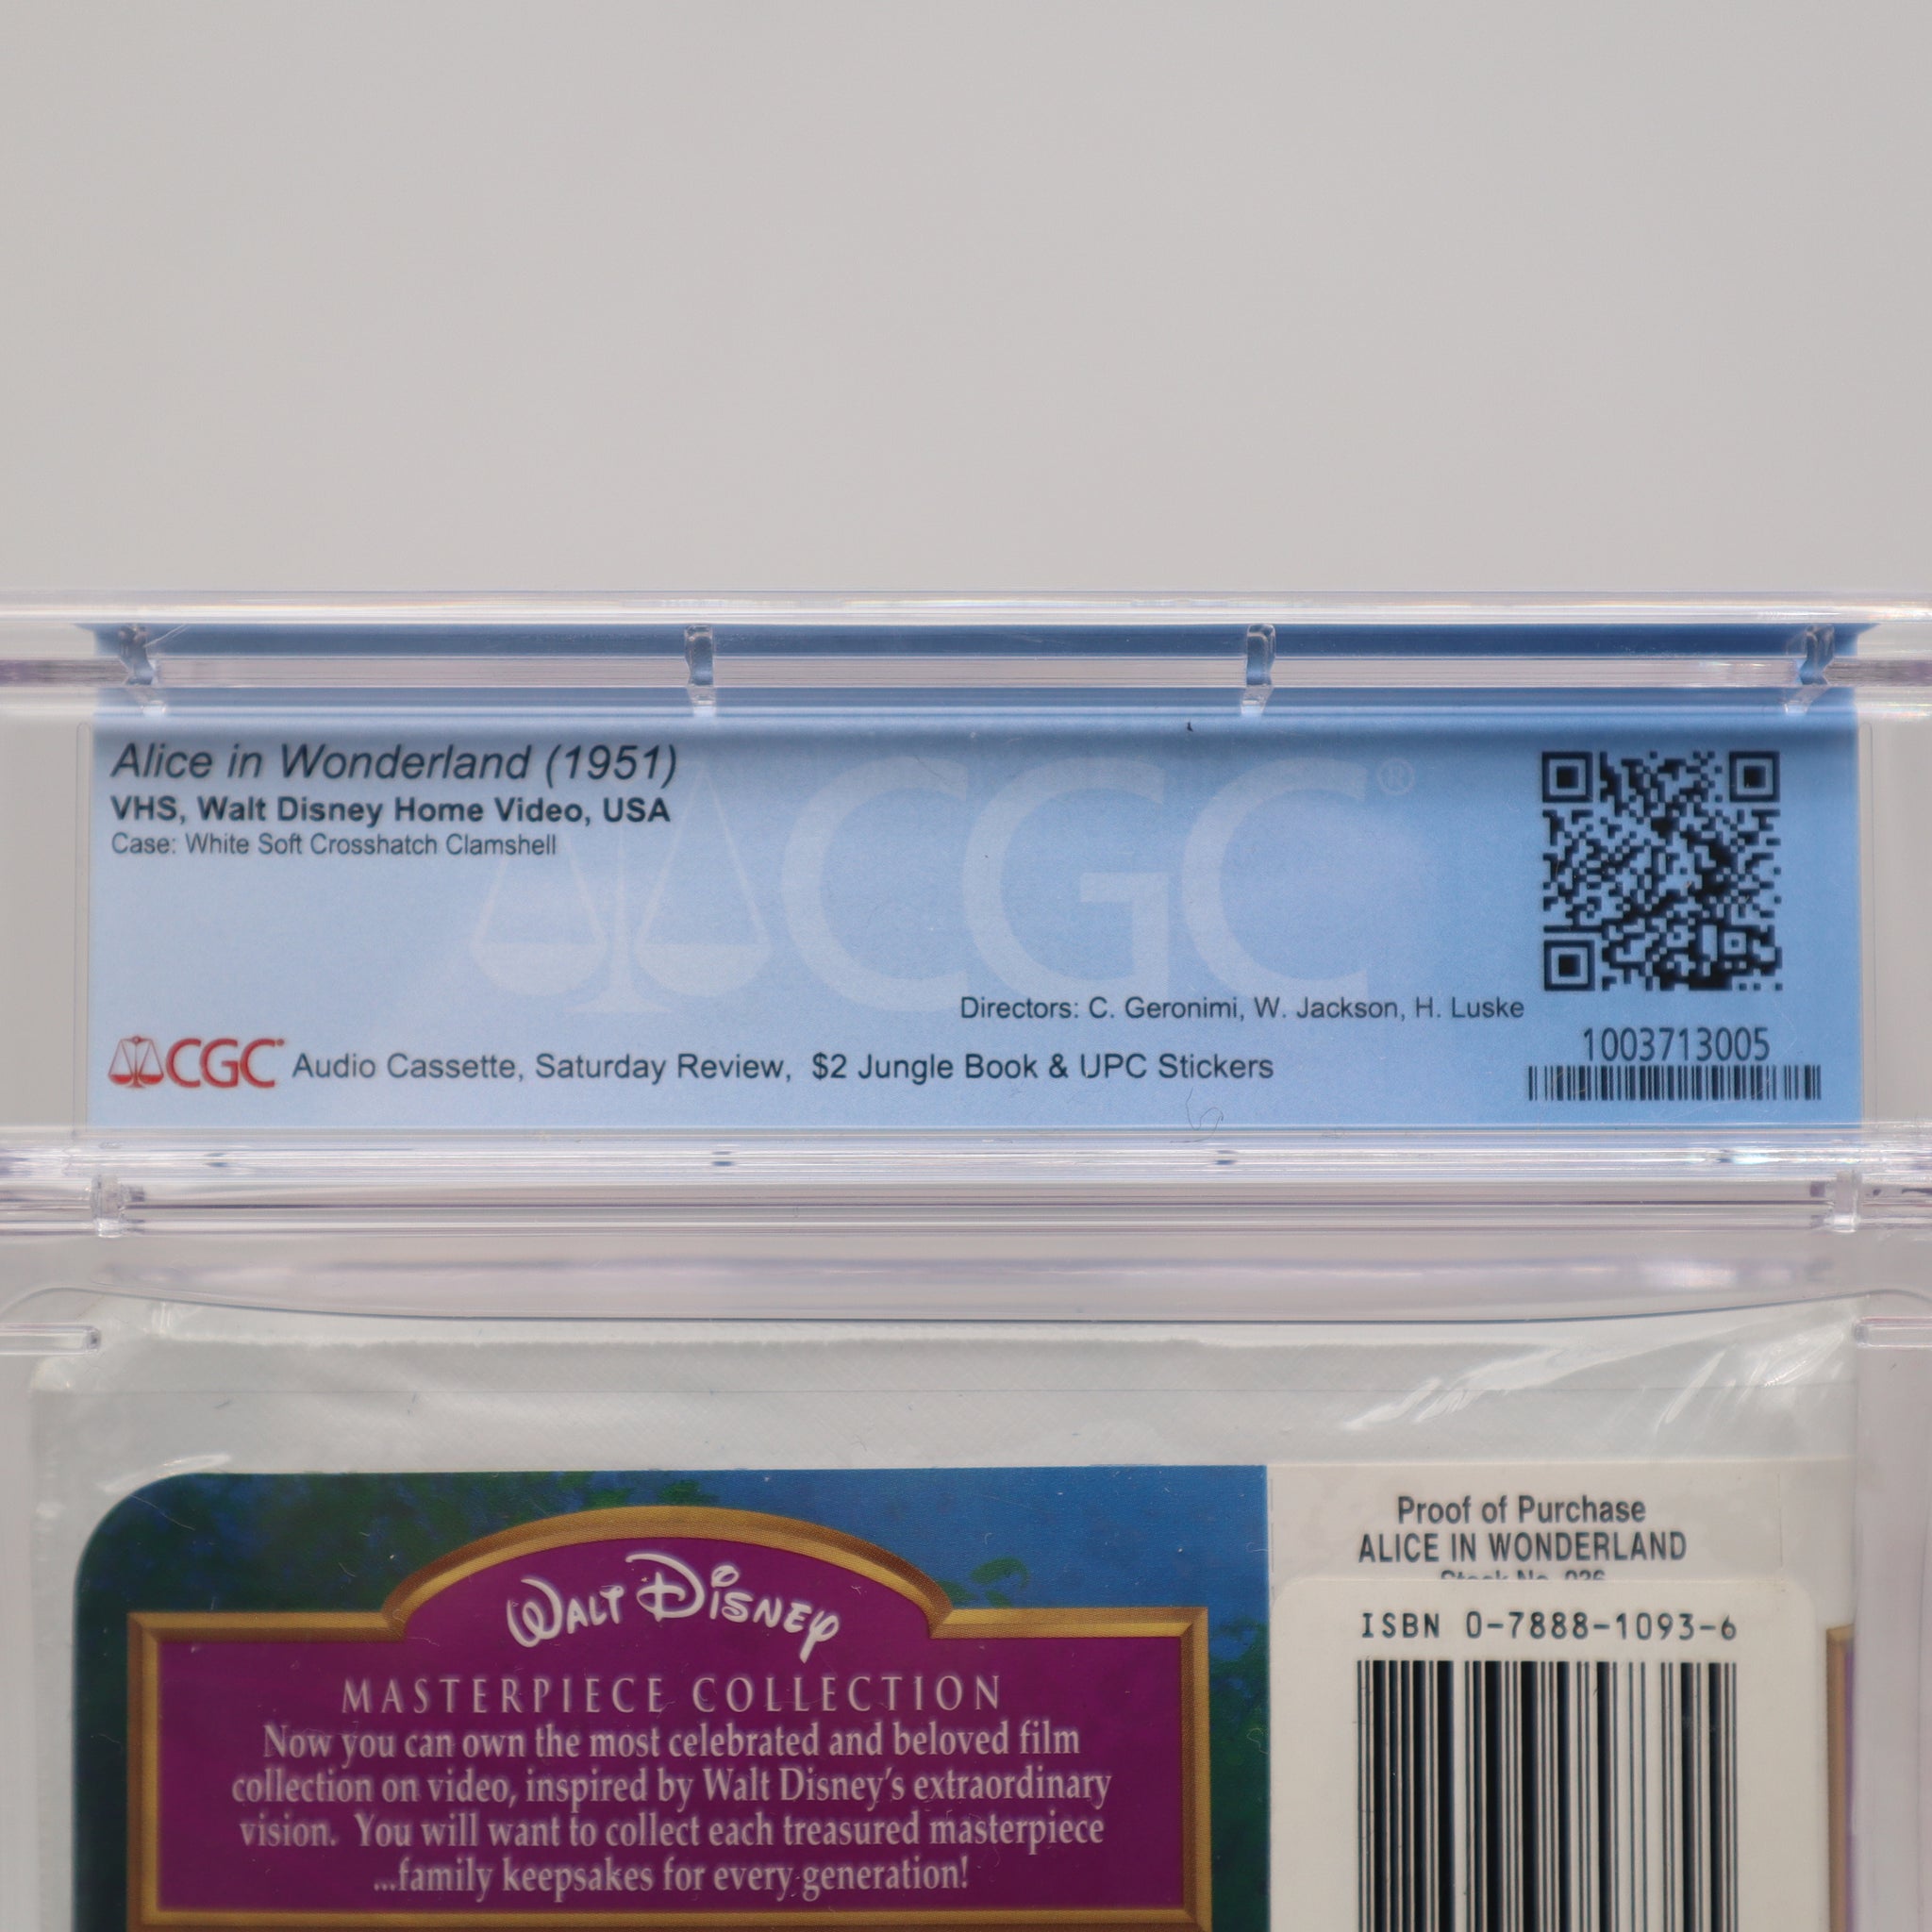 Alice in Wonderland (1951)
VHS, Walt Disney Home Video, USA
Case: White Soft Crosshatch Clamshell
CGC®
Directors: C. Geronimi, W. Jackson, H. Luske
1003713005
CGC Audio Cassette, Saturday Review, $2 Jungle Book & UPC Stickers
Proof of Purchase
ALICE IN WONDERLAND
Stock No. 036
ISBN 0-7888-1093-6
WALT DISNEY
MASTERPIECE COLLECTION
Now you can own the most celebrated and beloved film
collection on video, inspired by Walt Disney's extraordinary
vision. You will want to collect each treasured masterpiece
...family keepsakes for every generation!